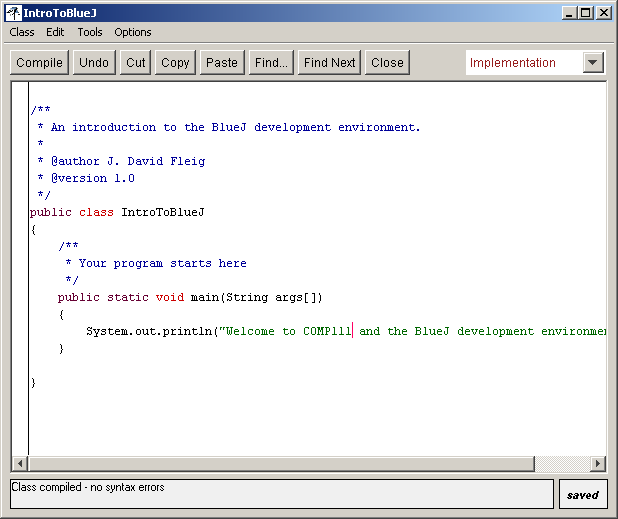 IntroToBlueJ
Class Edit Tools Options
Compile Undo Cut Copy Paste Find... Find Next Close Implementation
/**
* An introduction to the BlueJ development environment.
*
* @author J. David Fleig
* @version 1.0
*/
public class IntroToBlueJ
{
/**
* Your program starts here
*/
public static void main(String args[])
{
System.out.println("Welcome to COMP111 and the BlueJ development environmen
}
}
Class compiled - no syntax errors
saved